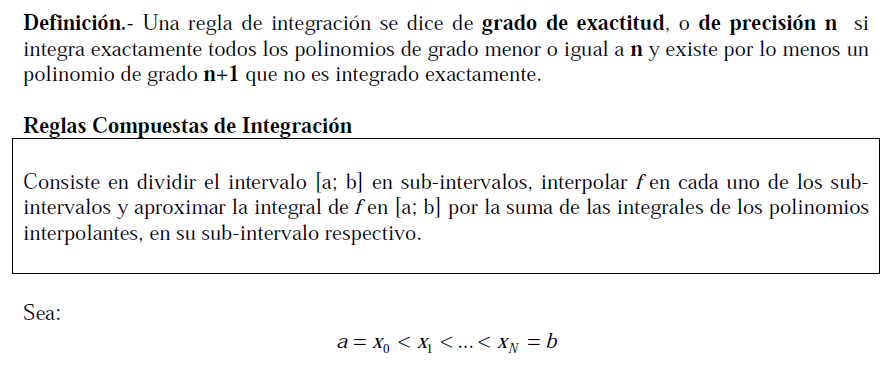 Definición.- Una regla de integración se dice de grado de exactitud, o de precisión n si
integra exactamente todos los polinomios de grado menor o igual a n y existe por lo menos un
polinomio de grado n+1 que no es integrado exactamente.
Reglas Compuestas de Integración
Consiste en dividir el intervalo [a; b] en sub-intervalos, interpolar f en cada uno de los sub-
intervalos y aproximar la integral de f en [a; b] por la suma de las integrales de los polinomios
interpolantes, en su sub-intervalo respectivo.
Sea:
a = x₀ < x₁ < ... < x_N = b